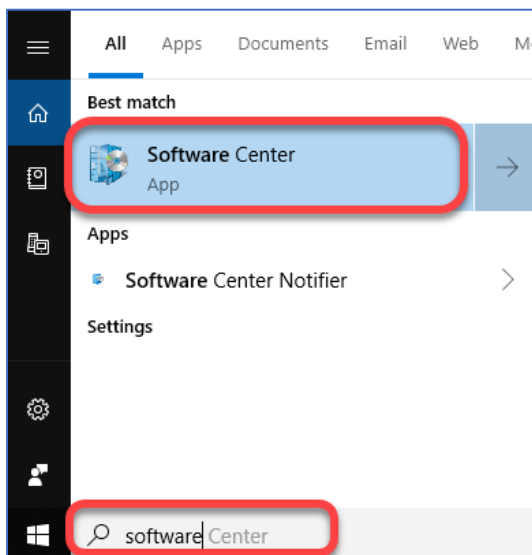 All Apps Documents Email Web M
Best match
Software Center
App
Apps
Software Center Notifier
Settings
software Center